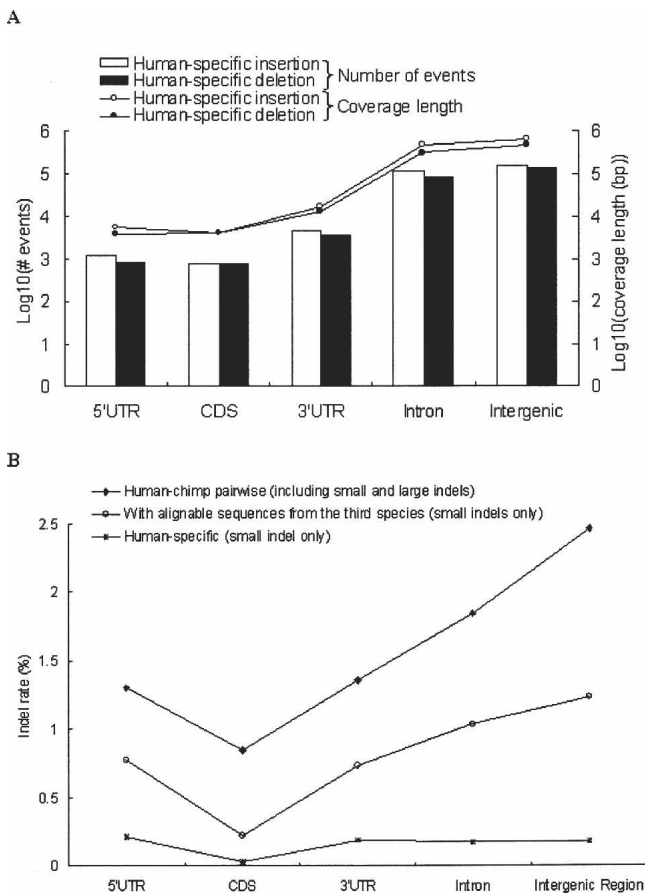 A
Human-specific insertion
Human-specific deletion
Number of events
Human-specific insertion
Human-specific deletion
Coverage length
Log10(# events)
6
5
4
3
2
1
0
6
5
4
3
2
1
0
Log10(coverage length (bp))
5'UTR CDS 3'UTR Intron Intergenic
B
Human-chimp pairwise (including small and large indels)
With alignable sequences from the third species (small indels only)
Human-specific (small indel only)
Indel rate (%)
2.5
2
1.5
1
0.5
0
5'UTR CDS 3'UTR Intron Intergenic Region